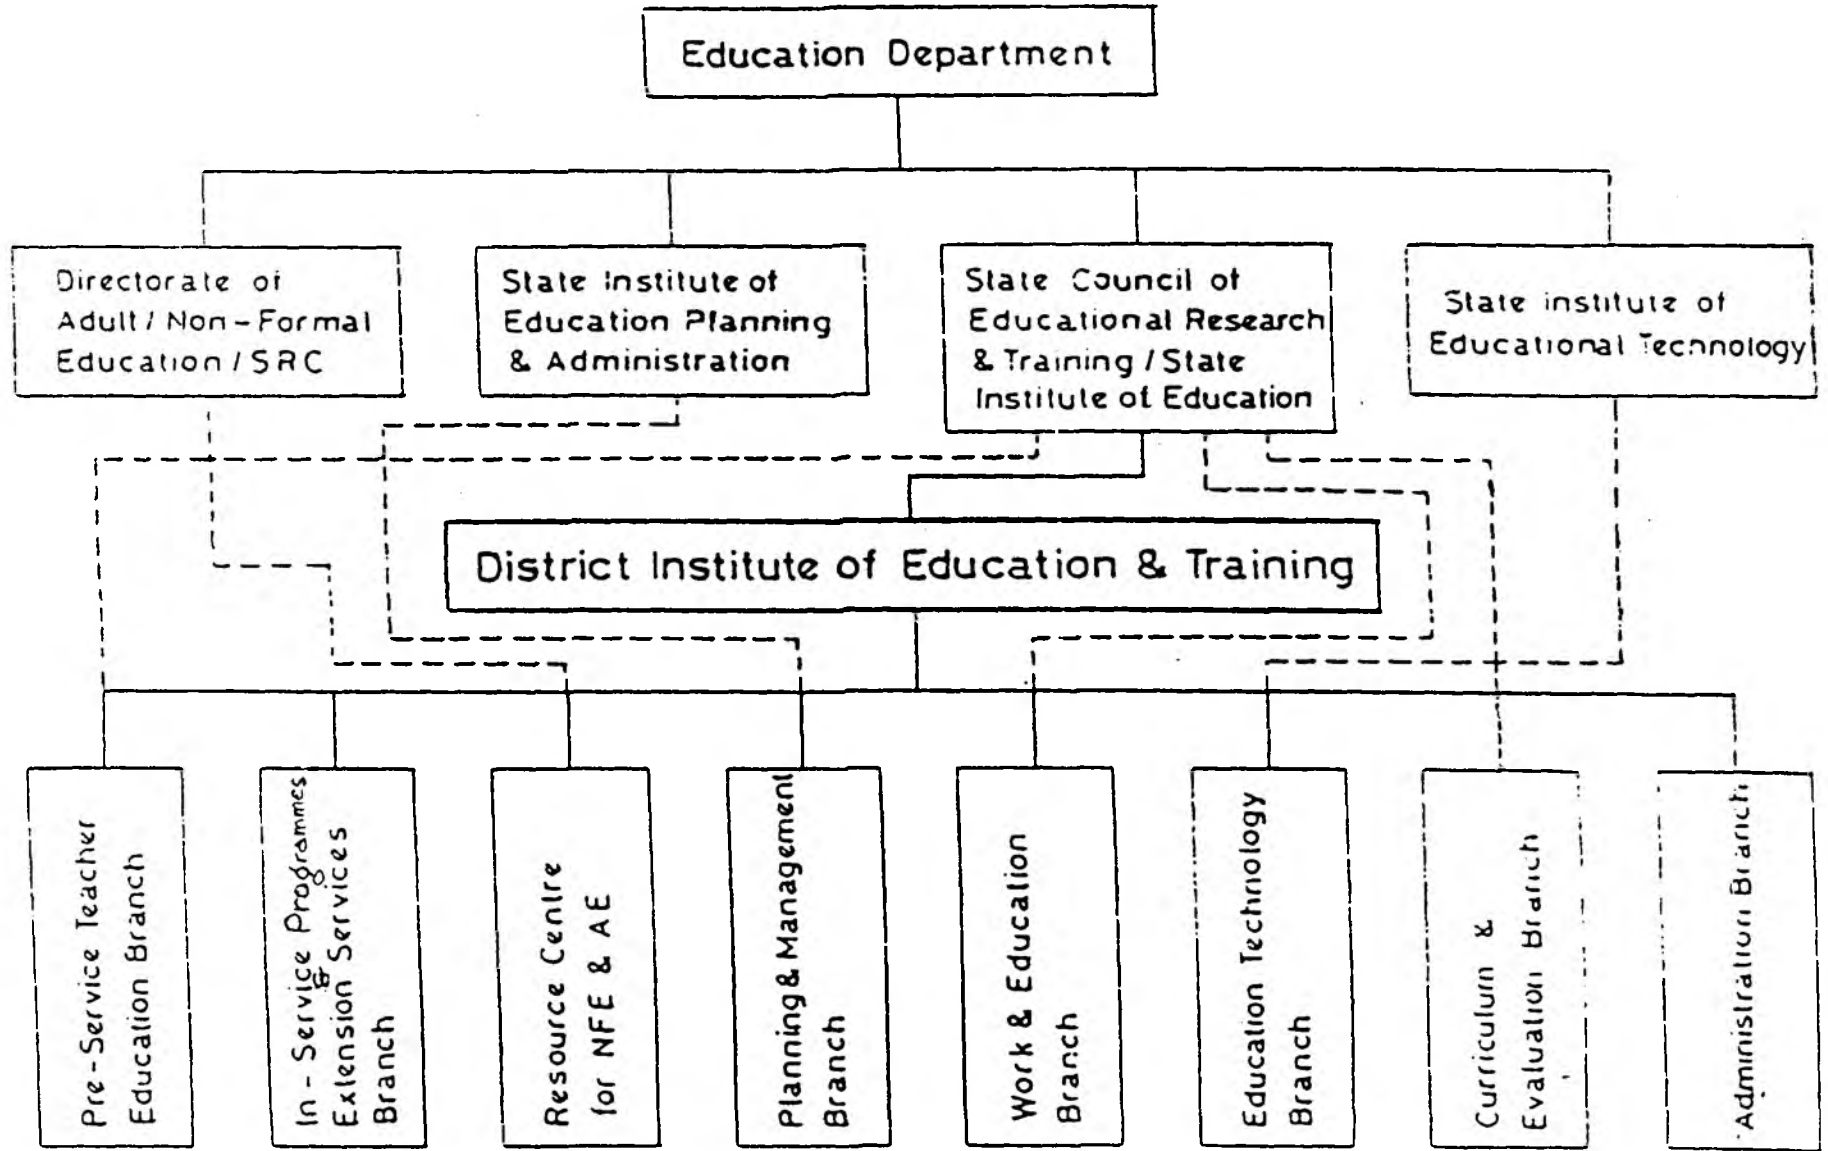 Education Department
Directorate of
Adult / Non-Formal
Education / SRC
State Institute of
Education Planning
& Administration
State Council of
Educational Research
& Training / State
Institute of Education
State institute of
Educational Technology
District Institute of Education & Training
Pre-Service Teacher
Education Branch
In-Service Programmes
&
Extension Services
Branch
Resource Centre
for NFE & AE
Planning & Management
Branch
Work & Education
Branch
Education Technology
Branch
Curriculum &
Evaluation Branch
Administration Branch